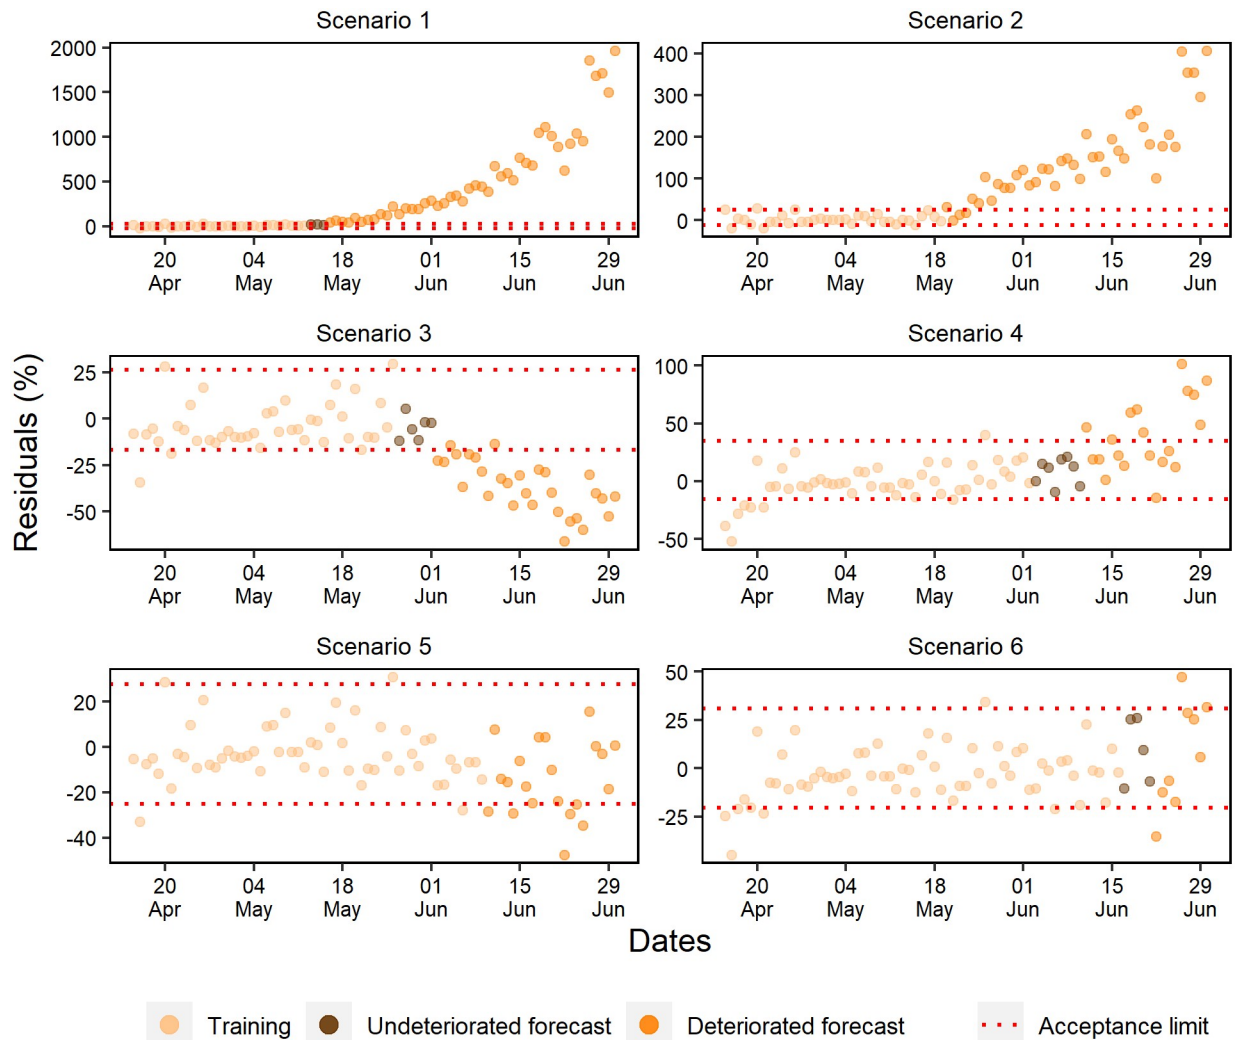 Scenario 1
Scenario 2
2000
1500
1000
500
0
400
300
200
100
0
20 Apr
04 May
18 May
01 Jun
15 Jun
29 Jun
20 Apr
04 May
18 May
01 Jun
15 Jun
29 Jun
Scenario 3
Scenario 4
25
0
-25
-50
100
50
0
-50
20 Apr
04 May
18 May
01 Jun
15 Jun
29 Jun
20 Apr
04 May
18 May
01 Jun
15 Jun
29 Jun
Residuals (%)
Scenario 5
Scenario 6
20
0
-20
-40
50
25
0
-25
20 Apr
04 May
18 May
01 Jun
15 Jun
29 Jun
20 Apr
04 May
18 May
01 Jun
15 Jun
29 Jun
Dates
Training
Undeteriorated forecast
Deteriorated forecast
Acceptance limit